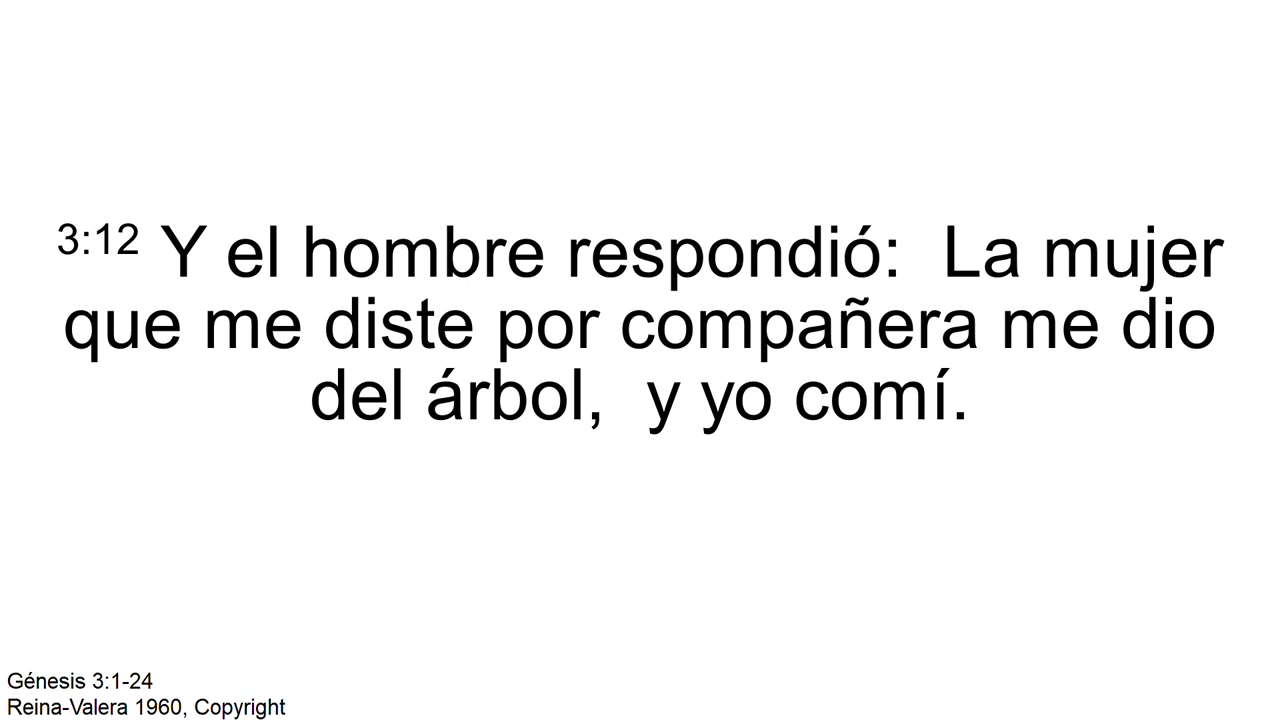 3:12 Y el hombre respondió:  La mujer
que me diste por compañera me dio
del árbol,  y yo comí.
Génesis 3:1-24
Reina-Valera 1960, Copyright